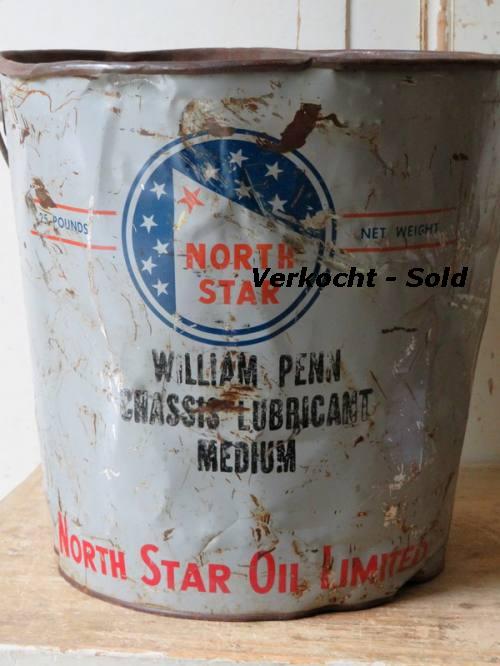 25 POUNDS
NET WEIGHT
NORTH
STAR
Verkocht - Sold
WILLIAM PENN
CHASSIS LUBRICANT
MEDIUM
NORTH STAR OIL LIMITED